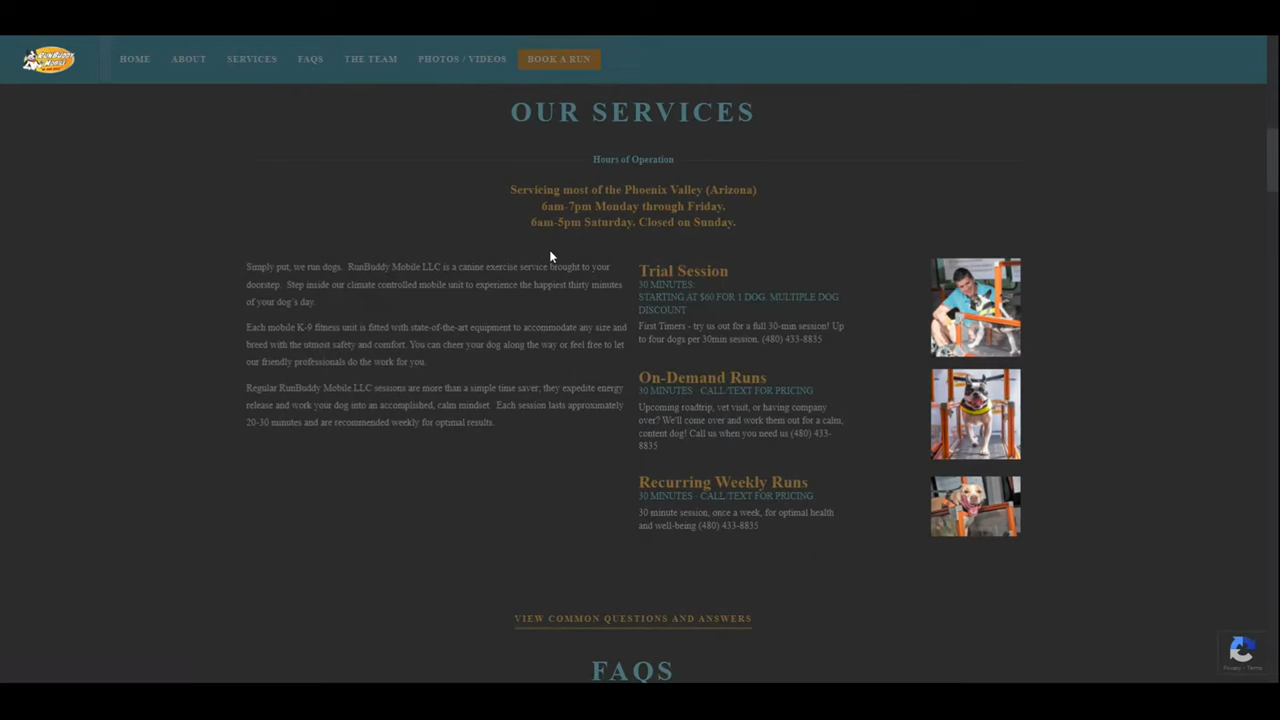 RUNBUDDY
MOBILE
HOME ABOUT SERVICES FAQS THE TEAM PHOTOS / VIDEOS BOOK A RUN
OUR SERVICES
Hours of Operation
Servicing most of the Phoenix Valley (Arizona)
6am-7pm Monday through Friday.
6am-5pm Saturday. Closed on Sunday.
Simply put, we run dogs. RunBuddy Mobile LLC is a canine exercise service brought to your
doorstep. Step inside our climate controlled mobile unit to experience the happiest thirty minutes
of your dog's day.
Each mobile K-9 fitness unit is fitted with state-of-the-art equipment to accommodate any size and
breed with the utmost safety and comfort. You can cheer your dog along the way or feel free to let
our friendly professionals do the work for you.
Regular RunBuddy Mobile LLC sessions are more than a simple time saver; they expedite energy
release and work your dog into an accomplished, calm mindset. Each session lasts approximately
20-30 minutes and are recommended weekly for optimal results.
Trial Session
30 MINUTES:
STARTING AT $60 FOR 1 DOG. MULTIPLE DOG
DISCOUNT
First Timers - try us out for a full 30-min session! Up
to four dogs per 30min session. (480) 433-8835
On-Demand Runs
30 MINUTES · CALL/TEXT FOR PRICING
Upcoming roadtrip, vet visit, or having company
over? We'll come over and work them out for a calm,
content dog! Call us when you need us (480) 433-
8835
Recurring Weekly Runs
30 MINUTES · CALL/TEXT FOR PRICING
30 minute session, once a week, for optimal health
and well-being (480) 433-8835
VIEW COMMON QUESTIONS AND ANSWERS
FAQS
Privacy - Terms